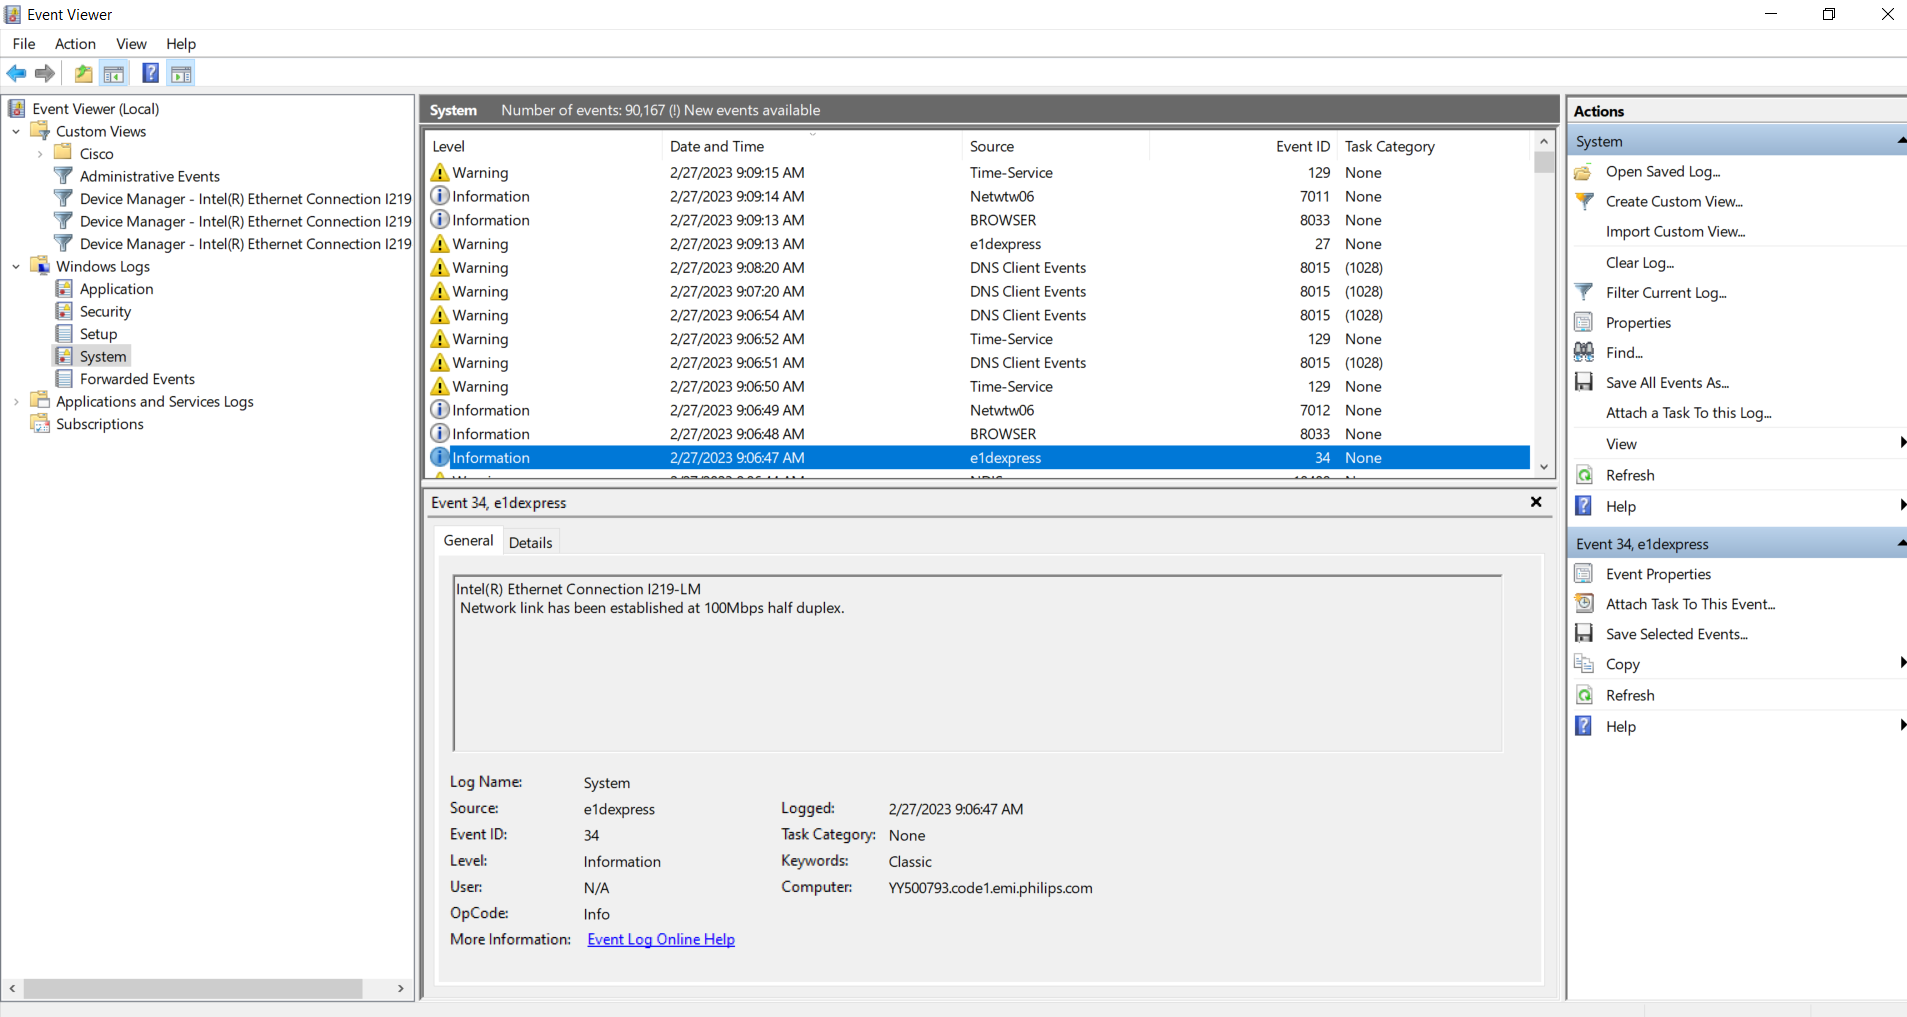 Event Viewer
File Action View Help
Event Viewer (Local)
Custom Views
Cisco
Administrative Events
Device Manager - Intel(R) Ethernet Connection I219
Device Manager - Intel(R) Ethernet Connection I219
Device Manager - Intel(R) Ethernet Connection I219
Windows Logs
Application
Security
Setup
System
Forwarded Events
Applications and Services Logs
Subscriptions
System Number of events: 90,167 (!) New events available
Level Date and Time Source Event ID Task Category
Warning 2/27/2023 9:09:15 AM Time-Service 129 None
Information 2/27/2023 9:09:14 AM Netwtw06 7011 None
Information 2/27/2023 9:09:13 AM BROWSER 8033 None
Warning 2/27/2023 9:09:13 AM e1dexpress 27 None
Warning 2/27/2023 9:08:20 AM DNS Client Events 8015 (1028)
Warning 2/27/2023 9:07:20 AM DNS Client Events 8015 (1028)
Warning 2/27/2023 9:06:54 AM DNS Client Events 8015 (1028)
Warning 2/27/2023 9:06:52 AM Time-Service 129 None
Warning 2/27/2023 9:06:51 AM DNS Client Events 8015 (1028)
Warning 2/27/2023 9:06:50 AM Time-Service 129 None
Information 2/27/2023 9:06:49 AM Netwtw06 7012 None
Information 2/27/2023 9:06:48 AM BROWSER 8033 None
Information 2/27/2023 9:06:47 AM e1dexpress 34 None
Event 34, e1dexpress
General Details
Intel(R) Ethernet Connection I219-LM
Network link has been established at 100Mbps half duplex.
Log Name: System
Source: e1dexpress Logged: 2/27/2023 9:06:47 AM
Event ID: 34 Task Category: None
Level: Information Keywords: Classic
User: N/A Computer: YY500793.code1.emi.philips.com
OpCode: Info
More Information: Event Log Online Help
Actions
System
Open Saved Log...
Create Custom View...
Import Custom View...
Clear Log...
Filter Current Log...
Properties
Find...
Save All Events As...
Attach a Task To this Log...
View
Refresh
Help
Event 34, e1dexpress
Event Properties
Attach Task To This Event...
Save Selected Events...
Copy
Refresh
Help